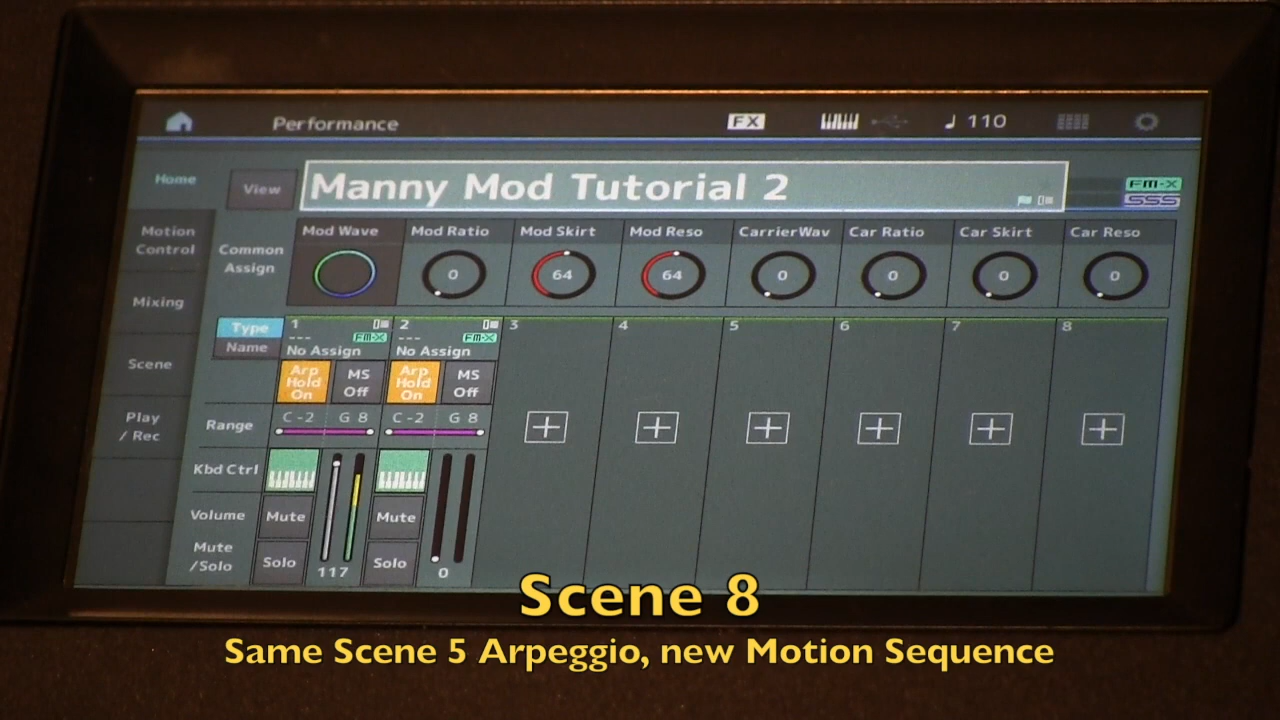 Performance
FX
♩ 110
Home
View
Manny Mod Tutorial 2
FM-X
SSS
Motion
Control
Common
Assign
Mod Wave
Mod Ratio
Mod Skirt
Mod Reso
CarrierWav
Car Ratio
Car Skirt
Car Reso
0
64
64
0
0
0
0
Mixing
Scene
Play
/ Rec
Type
Name
1
---
FM-X
No Assign
2
---
FM-X
No Assign
3
4
5
6
7
8
Arp
Hold
On
MS
Off
Arp
Hold
On
MS
Off
Range
C -2 G 8
C -2 G 8
Kbd Ctrl
Volume
Mute
/Solo
Mute
Solo
117
Mute
Solo
0
Scene 8
Same Scene 5 Arpeggio, new Motion Sequence